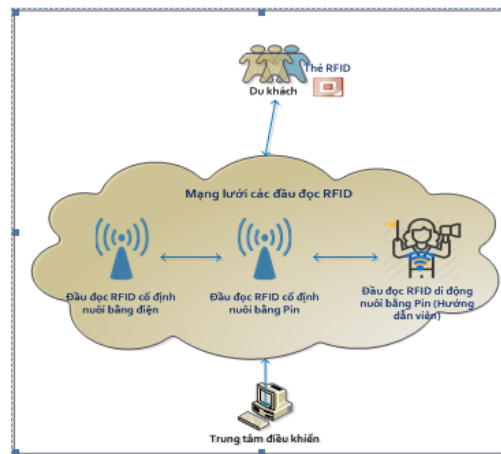 Thẻ RFID
Du khách
Mạng lưới các đầu đọc RFID
Đầu đọc RFID cố định
nuôi bằng điện
Đầu đọc RFID cố định
nuôi bằng Pin
Đầu đọc RFID di động
nuôi bằng Pin (Hướng
dẫn viên)
Trung tâm điều khiển